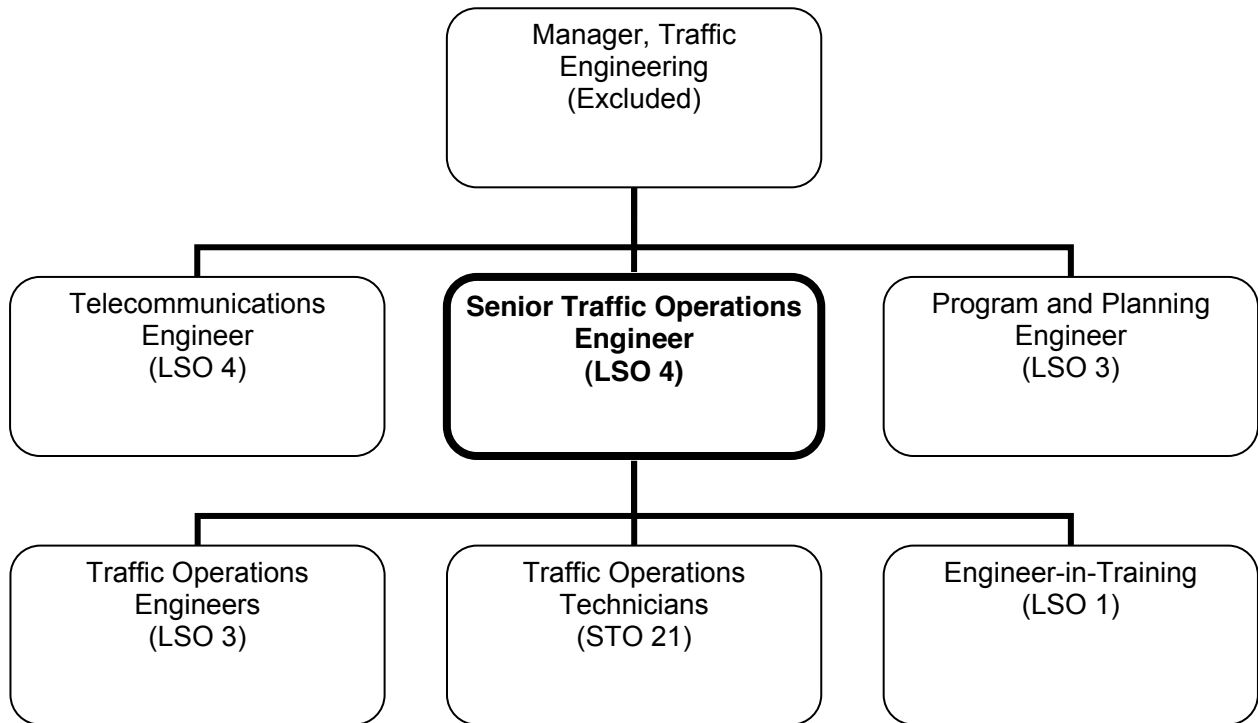 Manager, Traffic
Engineering
(Excluded)
Telecommunications
Engineer
(LSO 4)
Senior Traffic Operations
Engineer
(LSO 4)
Program and Planning
Engineer
(LSO 3)
Traffic Operations
Engineers
(LSO 3)
Traffic Operations
Technicians
(STO 21)
Engineer-in-Training
(LSO 1)